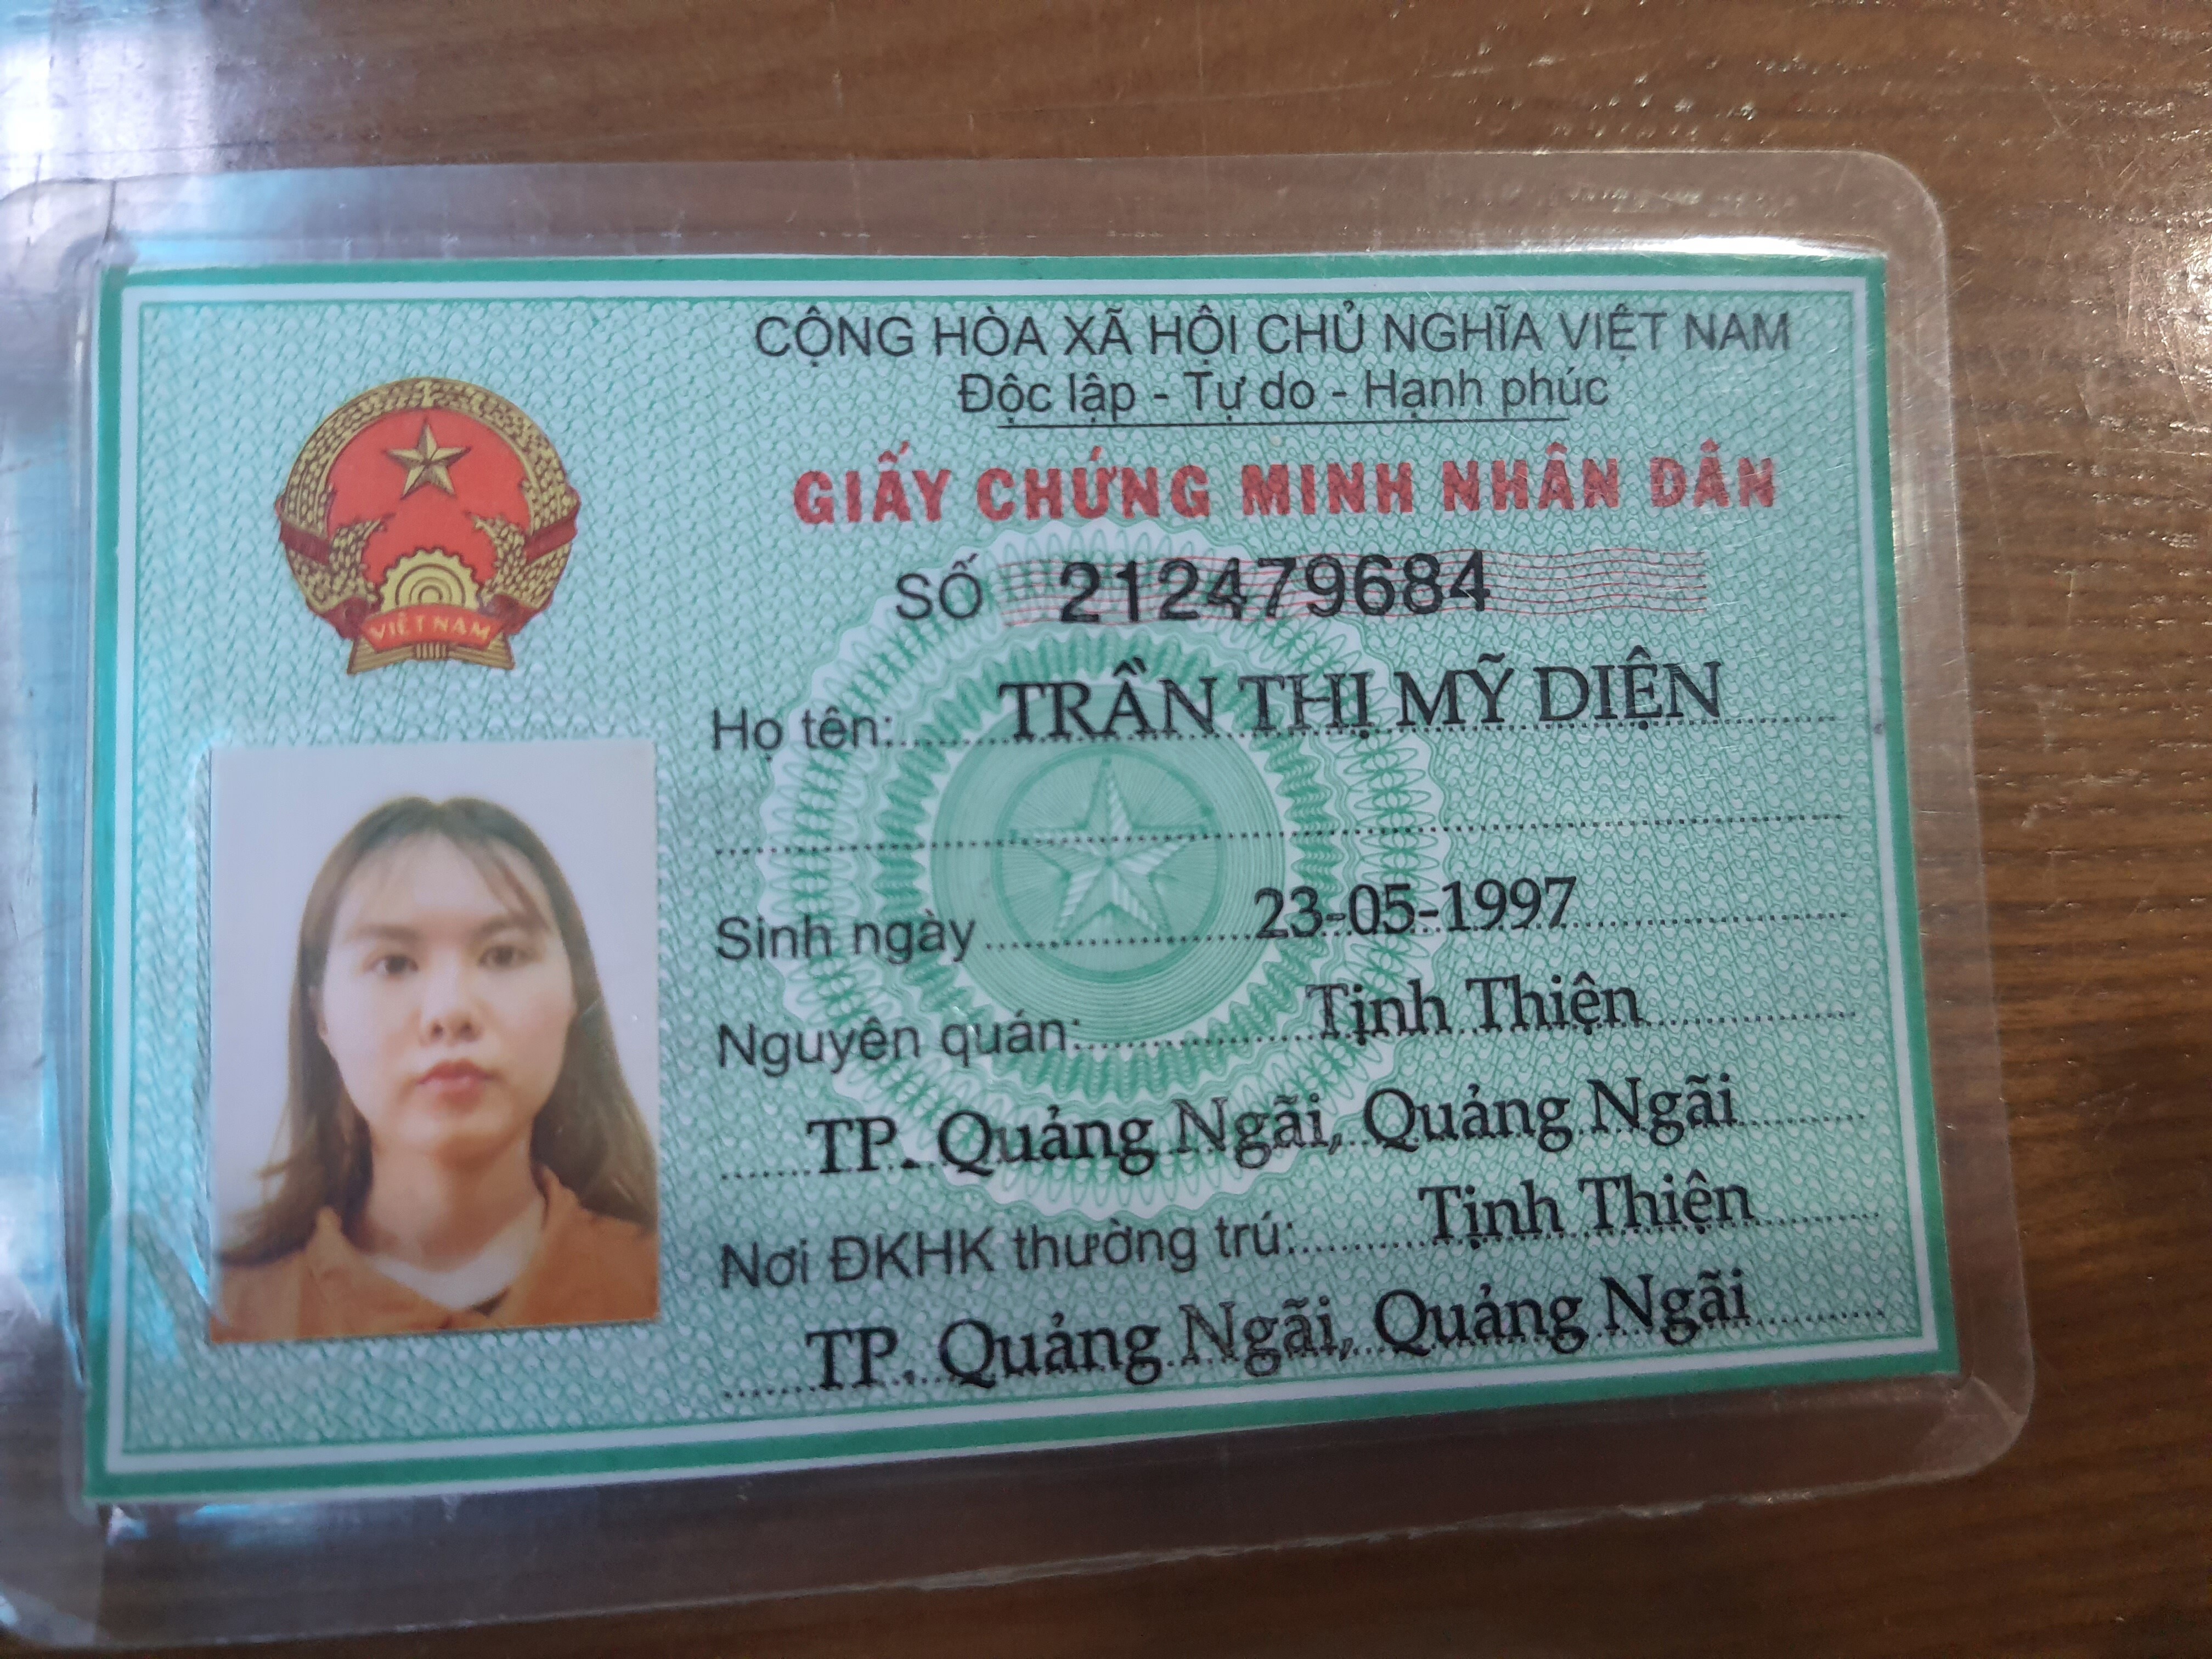 CỘNG HÒA XÃ HỘI CHỦ NGHĨA VIỆT NAM
Độc lập - Tự do - Hạnh phúc
GIẤY CHỨNG MINH NHÂN DÂN
SỐ 212479684
VIỆT NAM
Họ tên: TRẦN THỊ MỸ DIỆN
Sinh ngày 23-05-1997
Nguyên quán: Tịnh Thiện
TP. Quảng Ngãi, Quảng Ngãi
Nơi ĐKHK thường trú: Tịnh Thiện
TP. Quảng Ngãi, Quảng Ngãi